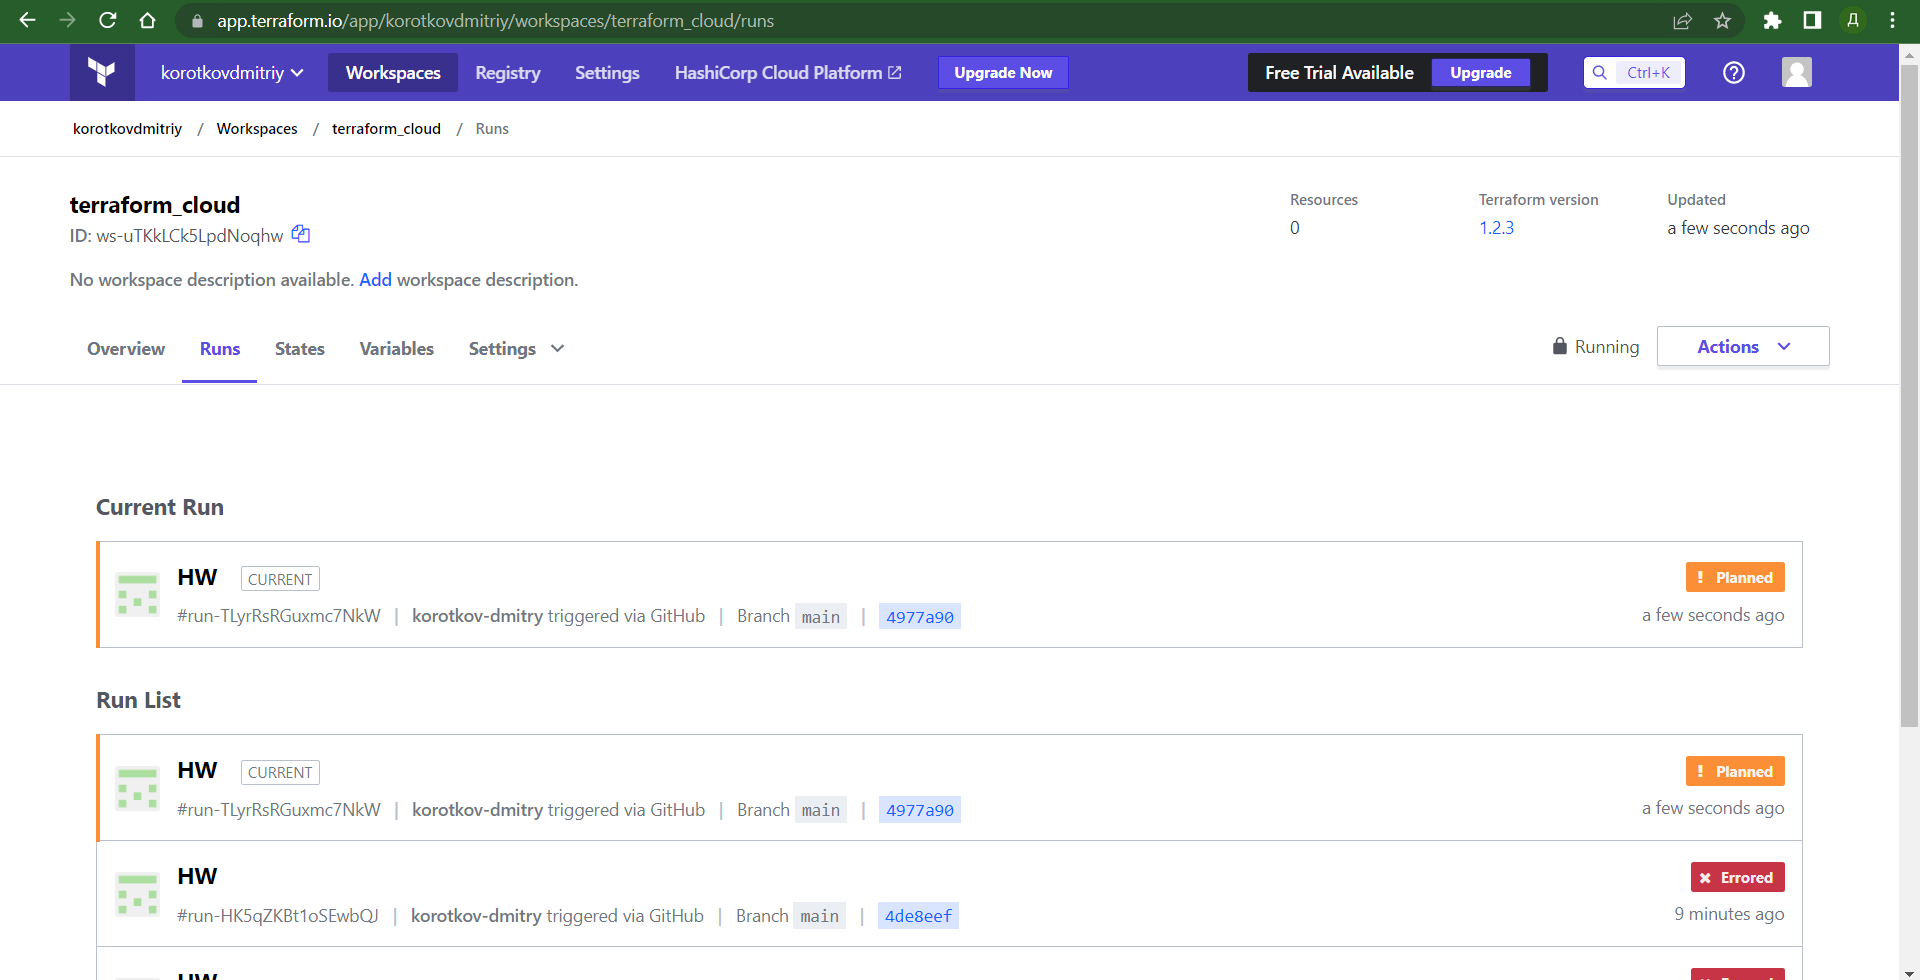 app.terraform.io/app/korotkovdmitriy/workspaces/terraform_cloud/runs Д
korotkovdmitriy Workspaces Registry Settings HashiCorp Cloud Platform Upgrade Now Free Trial Available Upgrade Ctrl+K
korotkovdmitriy / Workspaces / terraform_cloud / Runs
terraform_cloud Resources Terraform version Updated
ID: ws-uTKkLCk5LpdNoqhw 0 1.2.3 a few seconds ago
No workspace description available. Add workspace description.
Overview Runs States Variables Settings Running Actions
Current Run
HW CURRENT ! Planned
#run-TLyrRsRGuxmc7NkW | korotkov-dmitry triggered via GitHub | Branch main | 4977a90 a few seconds ago
Run List
HW CURRENT ! Planned
#run-TLyrRsRGuxmc7NkW | korotkov-dmitry triggered via GitHub | Branch main | 4977a90 a few seconds ago
HW Errored
#run-HK5qZKBt1oSEwbQJ | korotkov-dmitry triggered via GitHub | Branch main | 4de8eef 9 minutes ago
HW